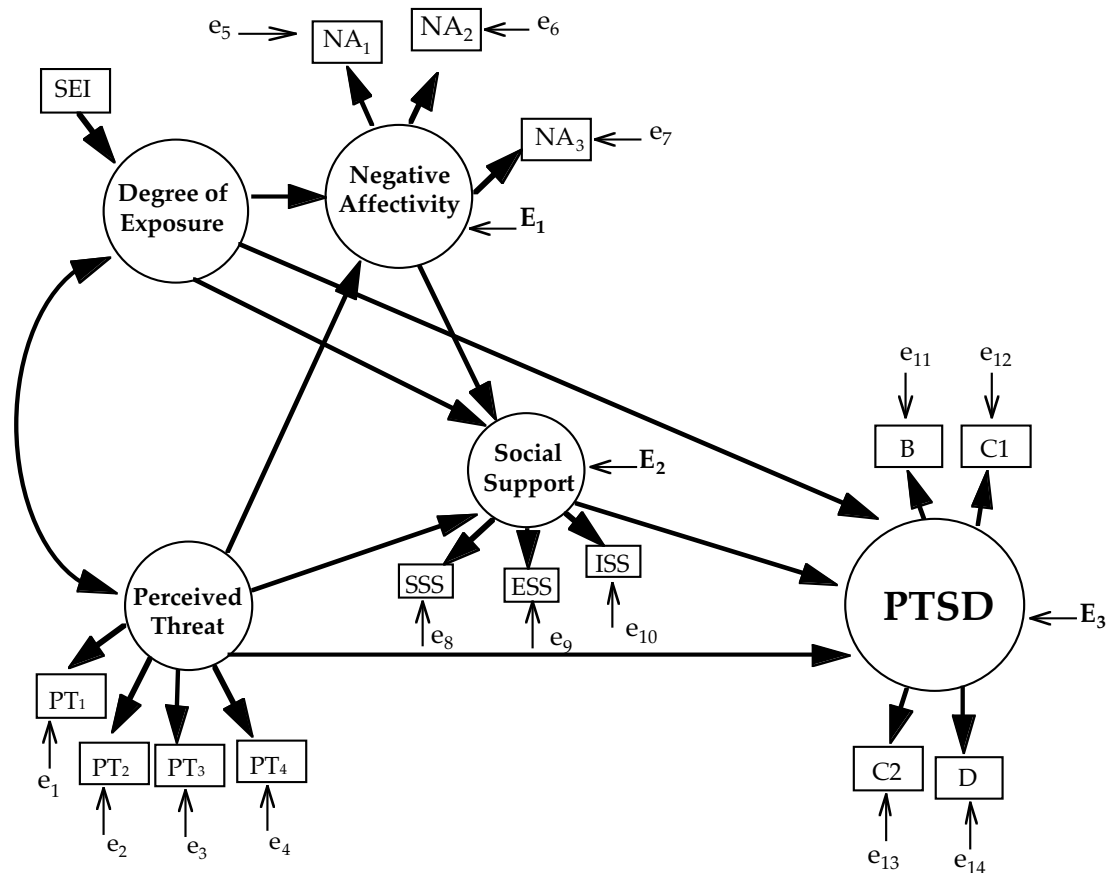 e5
NA1
NA2
e6
SEI
NA3
e7
Degree of
Exposure
Negative
Affectivity
E1
e11
e12
B
C1
Social
Support
E2
SSS
ESS
ISS
e8
e9
e10
Perceived
Threat
PTSD
E3
PT1
PT2
PT3
PT4
e1
e2
e3
e4
C2
D
e13
e14